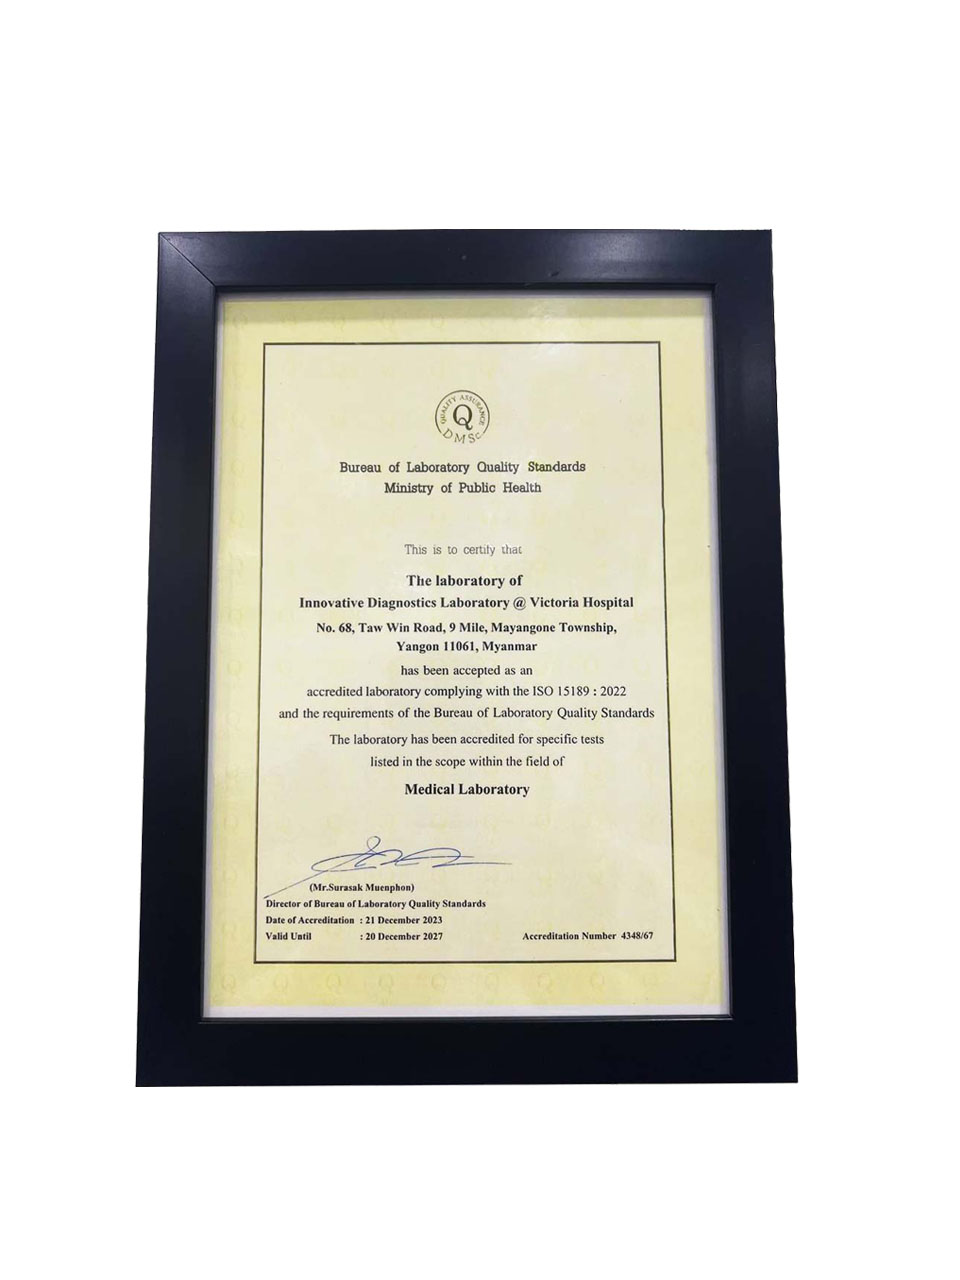 QUALITY ASSURANCE
Q
DMSc
Bureau of Laboratory Quality Standards
Ministry of Public Health
This is to certify that
The laboratory of
Innovative Diagnostics Laboratory @ Victoria Hospital
No. 68, Taw Win Road, 9 Mile, Mayangone Township,
Yangon 11061, Myanmar
has been accepted as an
accredited laboratory complying with the ISO 15189 : 2022
and the requirements of the Bureau of Laboratory Quality Standards
The laboratory has been accredited for specific tests
listed in the scope within the field of
Medical Laboratory
(Mr.Surasak Muenphon)
Director of Bureau of Laboratory Quality Standards
Date of Accreditation : 21 December 2023
Valid Until : 20 December 2027 Accreditation Number 4348/67